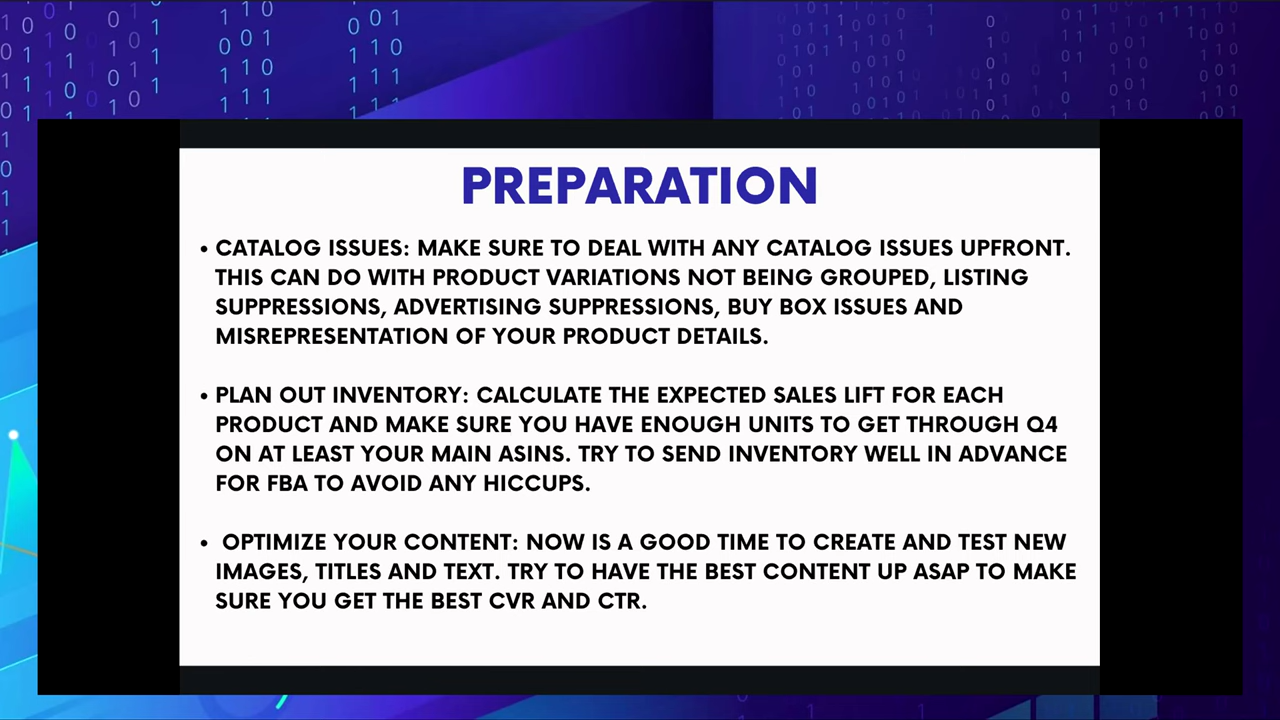 PREPARATION
• CATALOG ISSUES: MAKE SURE TO DEAL WITH ANY CATALOG ISSUES UPFRONT.
THIS CAN DO WITH PRODUCT VARIATIONS NOT BEING GROUPED, LISTING
SUPPRESSIONS, ADVERTISING SUPPRESSIONS, BUY BOX ISSUES AND
MISREPRESENTATION OF YOUR PRODUCT DETAILS.
• PLAN OUT INVENTORY: CALCULATE THE EXPECTED SALES LIFT FOR EACH
PRODUCT AND MAKE SURE YOU HAVE ENOUGH UNITS TO GET THROUGH Q4
ON AT LEAST YOUR MAIN ASINS. TRY TO SEND INVENTORY WELL IN ADVANCE
FOR FBA TO AVOID ANY HICCUPS.
• OPTIMIZE YOUR CONTENT: NOW IS A GOOD TIME TO CREATE AND TEST NEW
IMAGES, TITLES AND TEXT. TRY TO HAVE THE BEST CONTENT UP ASAP TO MAKE
SURE YOU GET THE BEST CVR AND CTR.